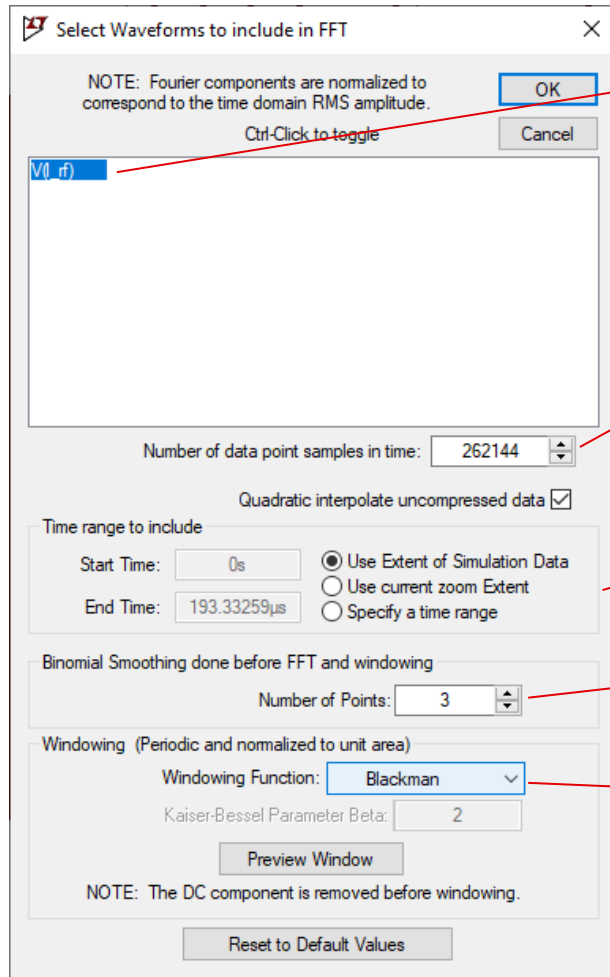 Select Waveforms to include in FFT
NOTE: Fourier components are normalized to
correspond to the time domain RMS amplitude.
OK
Ctrl-Click to toggle
Cancel
V(l_rf)
Number of data point samples in time: 262144
Quadratic interpolate uncompressed data
Time range to include
Start Time: 0s
Use Extent of Simulation Data
Use current zoom Extent
End Time: 193.33259µs
Specify a time range
Binomial Smoothing done before FFT and windowing
Number of Points: 3
Windowing (Periodic and normalized to unit area)
Windowing Function: Blackman
Kaiser-Bessel Parameter Beta: 2
Preview Window
NOTE: The DC component is removed before windowing.
Reset to Default Values